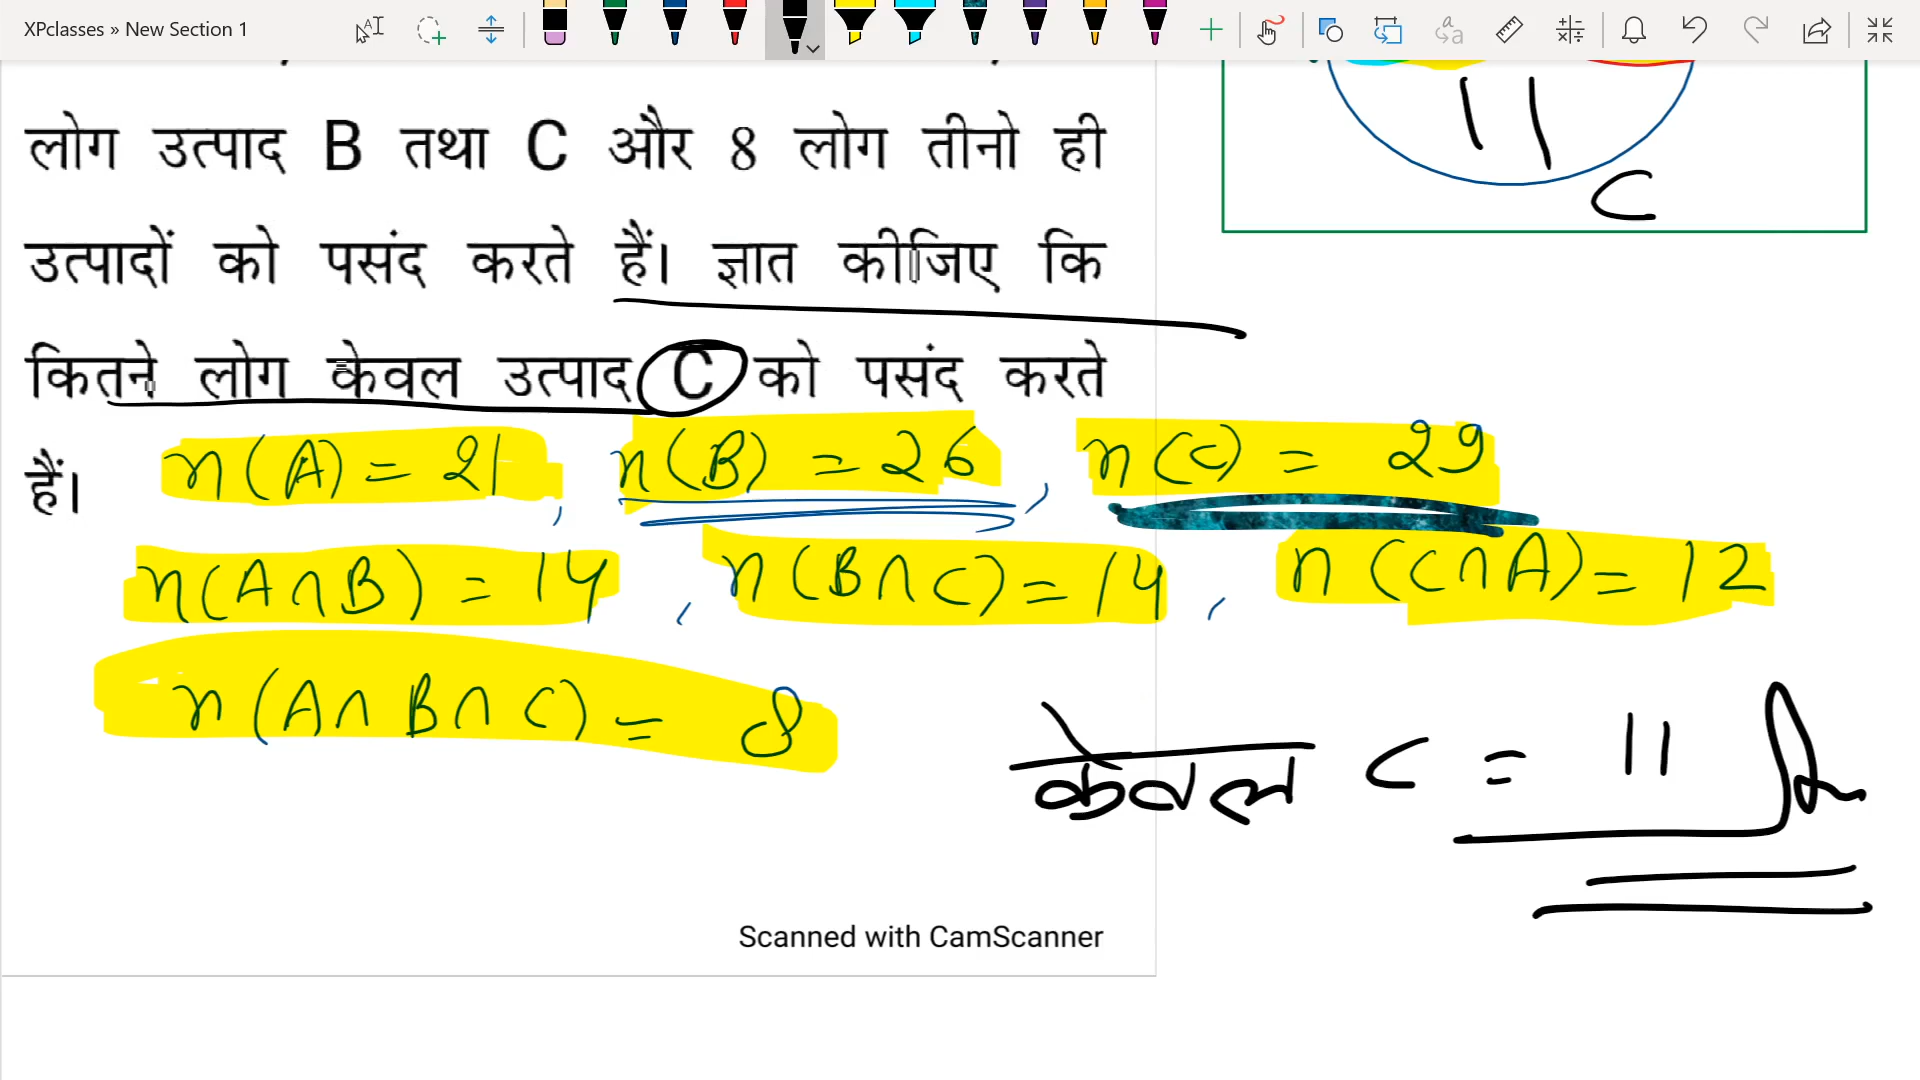 XPclasses » New Section 1
लोग उत्पाद B तथा C और 8 लोग तीनो ही
उत्पादों को पसंद करते हैं। ज्ञात कीजिए कि
कितने लोग केवल उत्पाद C को पसंद करते
हैं।
n(A) = 21, n(B) = 26, n(C) = 29
n(A∩B) = 14, n(B∩C) = 14, n(C∩A) = 12
n(A∩B∩C) = 8
केवल C = 11
Scanned with CamScanner
11
C